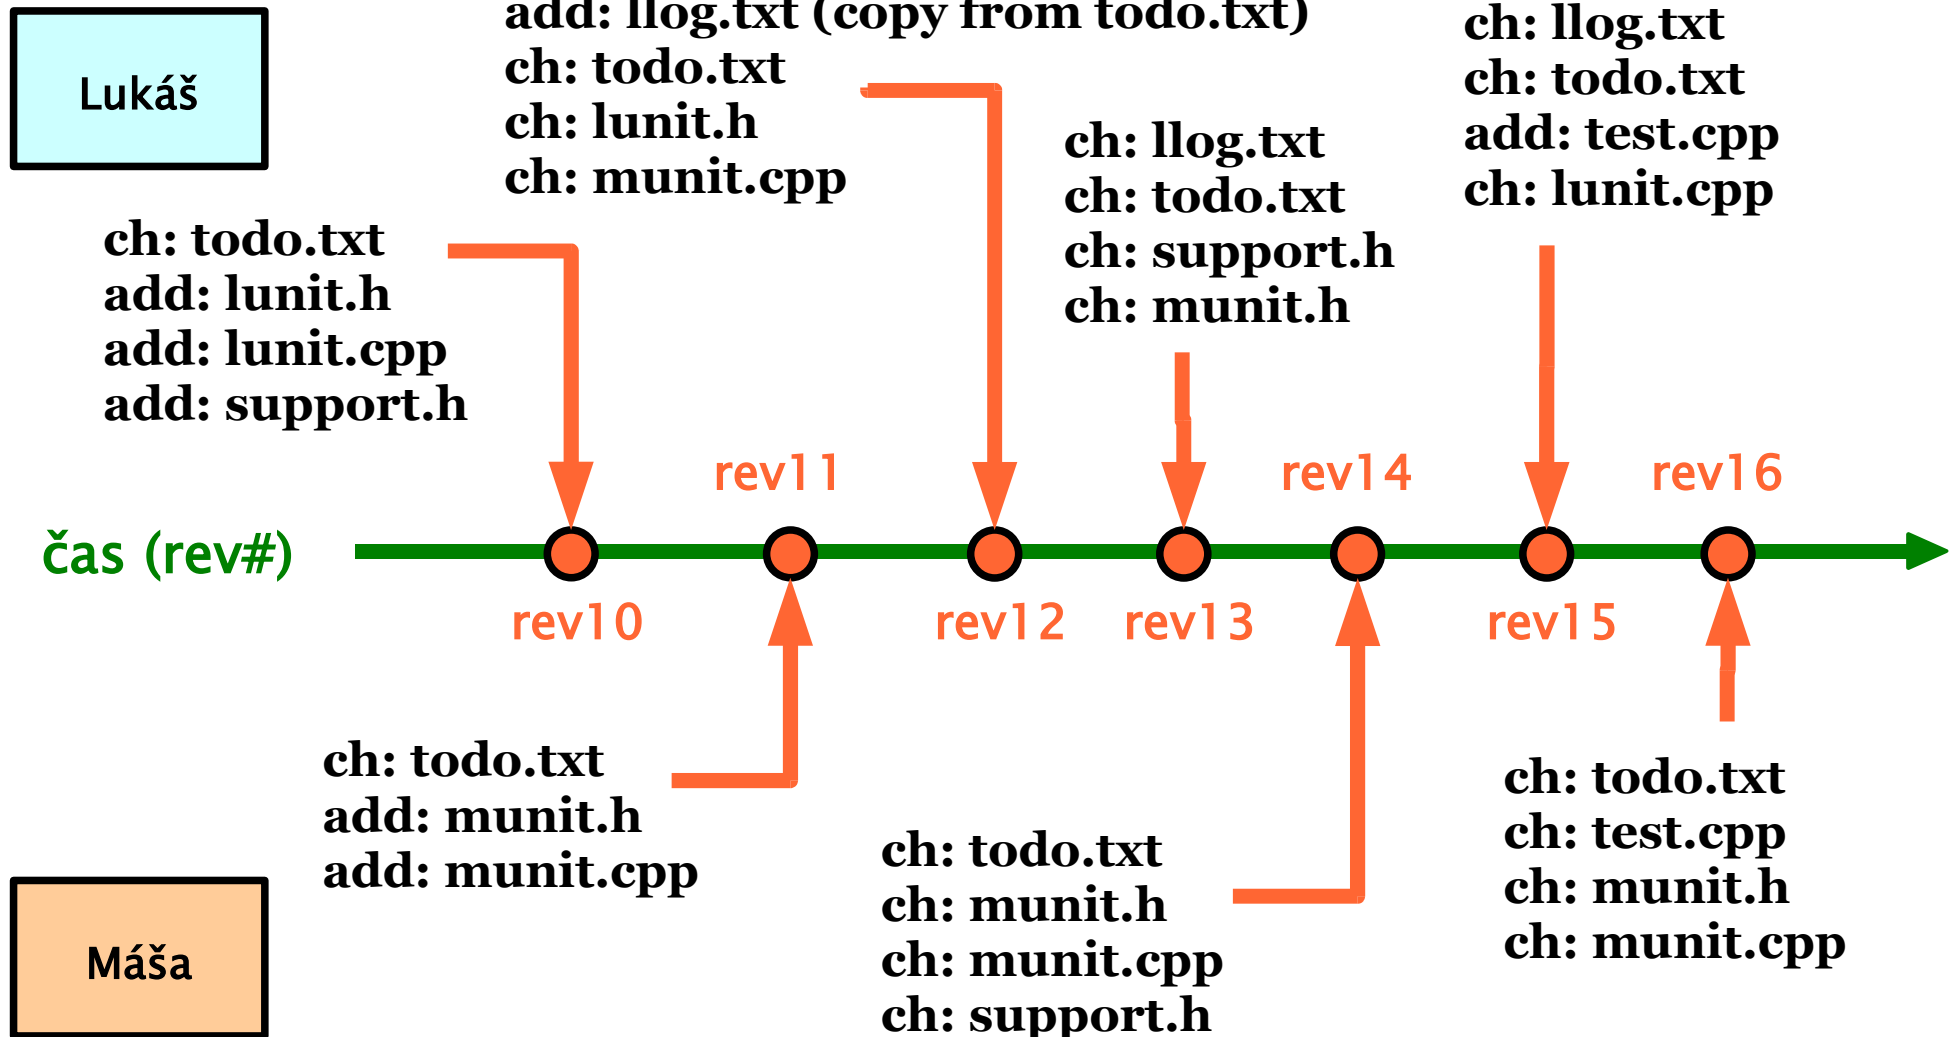 Lukáš
add: llog.txt (copy from todo.txt)
ch: todo.txt
ch: lunit.h
ch: munit.cpp
ch: llog.txt
ch: todo.txt
add: test.cpp
ch: lunit.cpp
ch: llog.txt
ch: todo.txt
ch: support.h
ch: munit.h
ch: todo.txt
add: lunit.h
add: lunit.cpp
add: support.h
rev11
rev14
rev16
čas (rev#)
rev10
rev12
rev13
rev15
ch: todo.txt
add: munit.h
add: munit.cpp
ch: todo.txt
ch: munit.h
ch: munit.cpp
ch: support.h
ch: todo.txt
ch: test.cpp
ch: munit.h
ch: munit.cpp
Máša